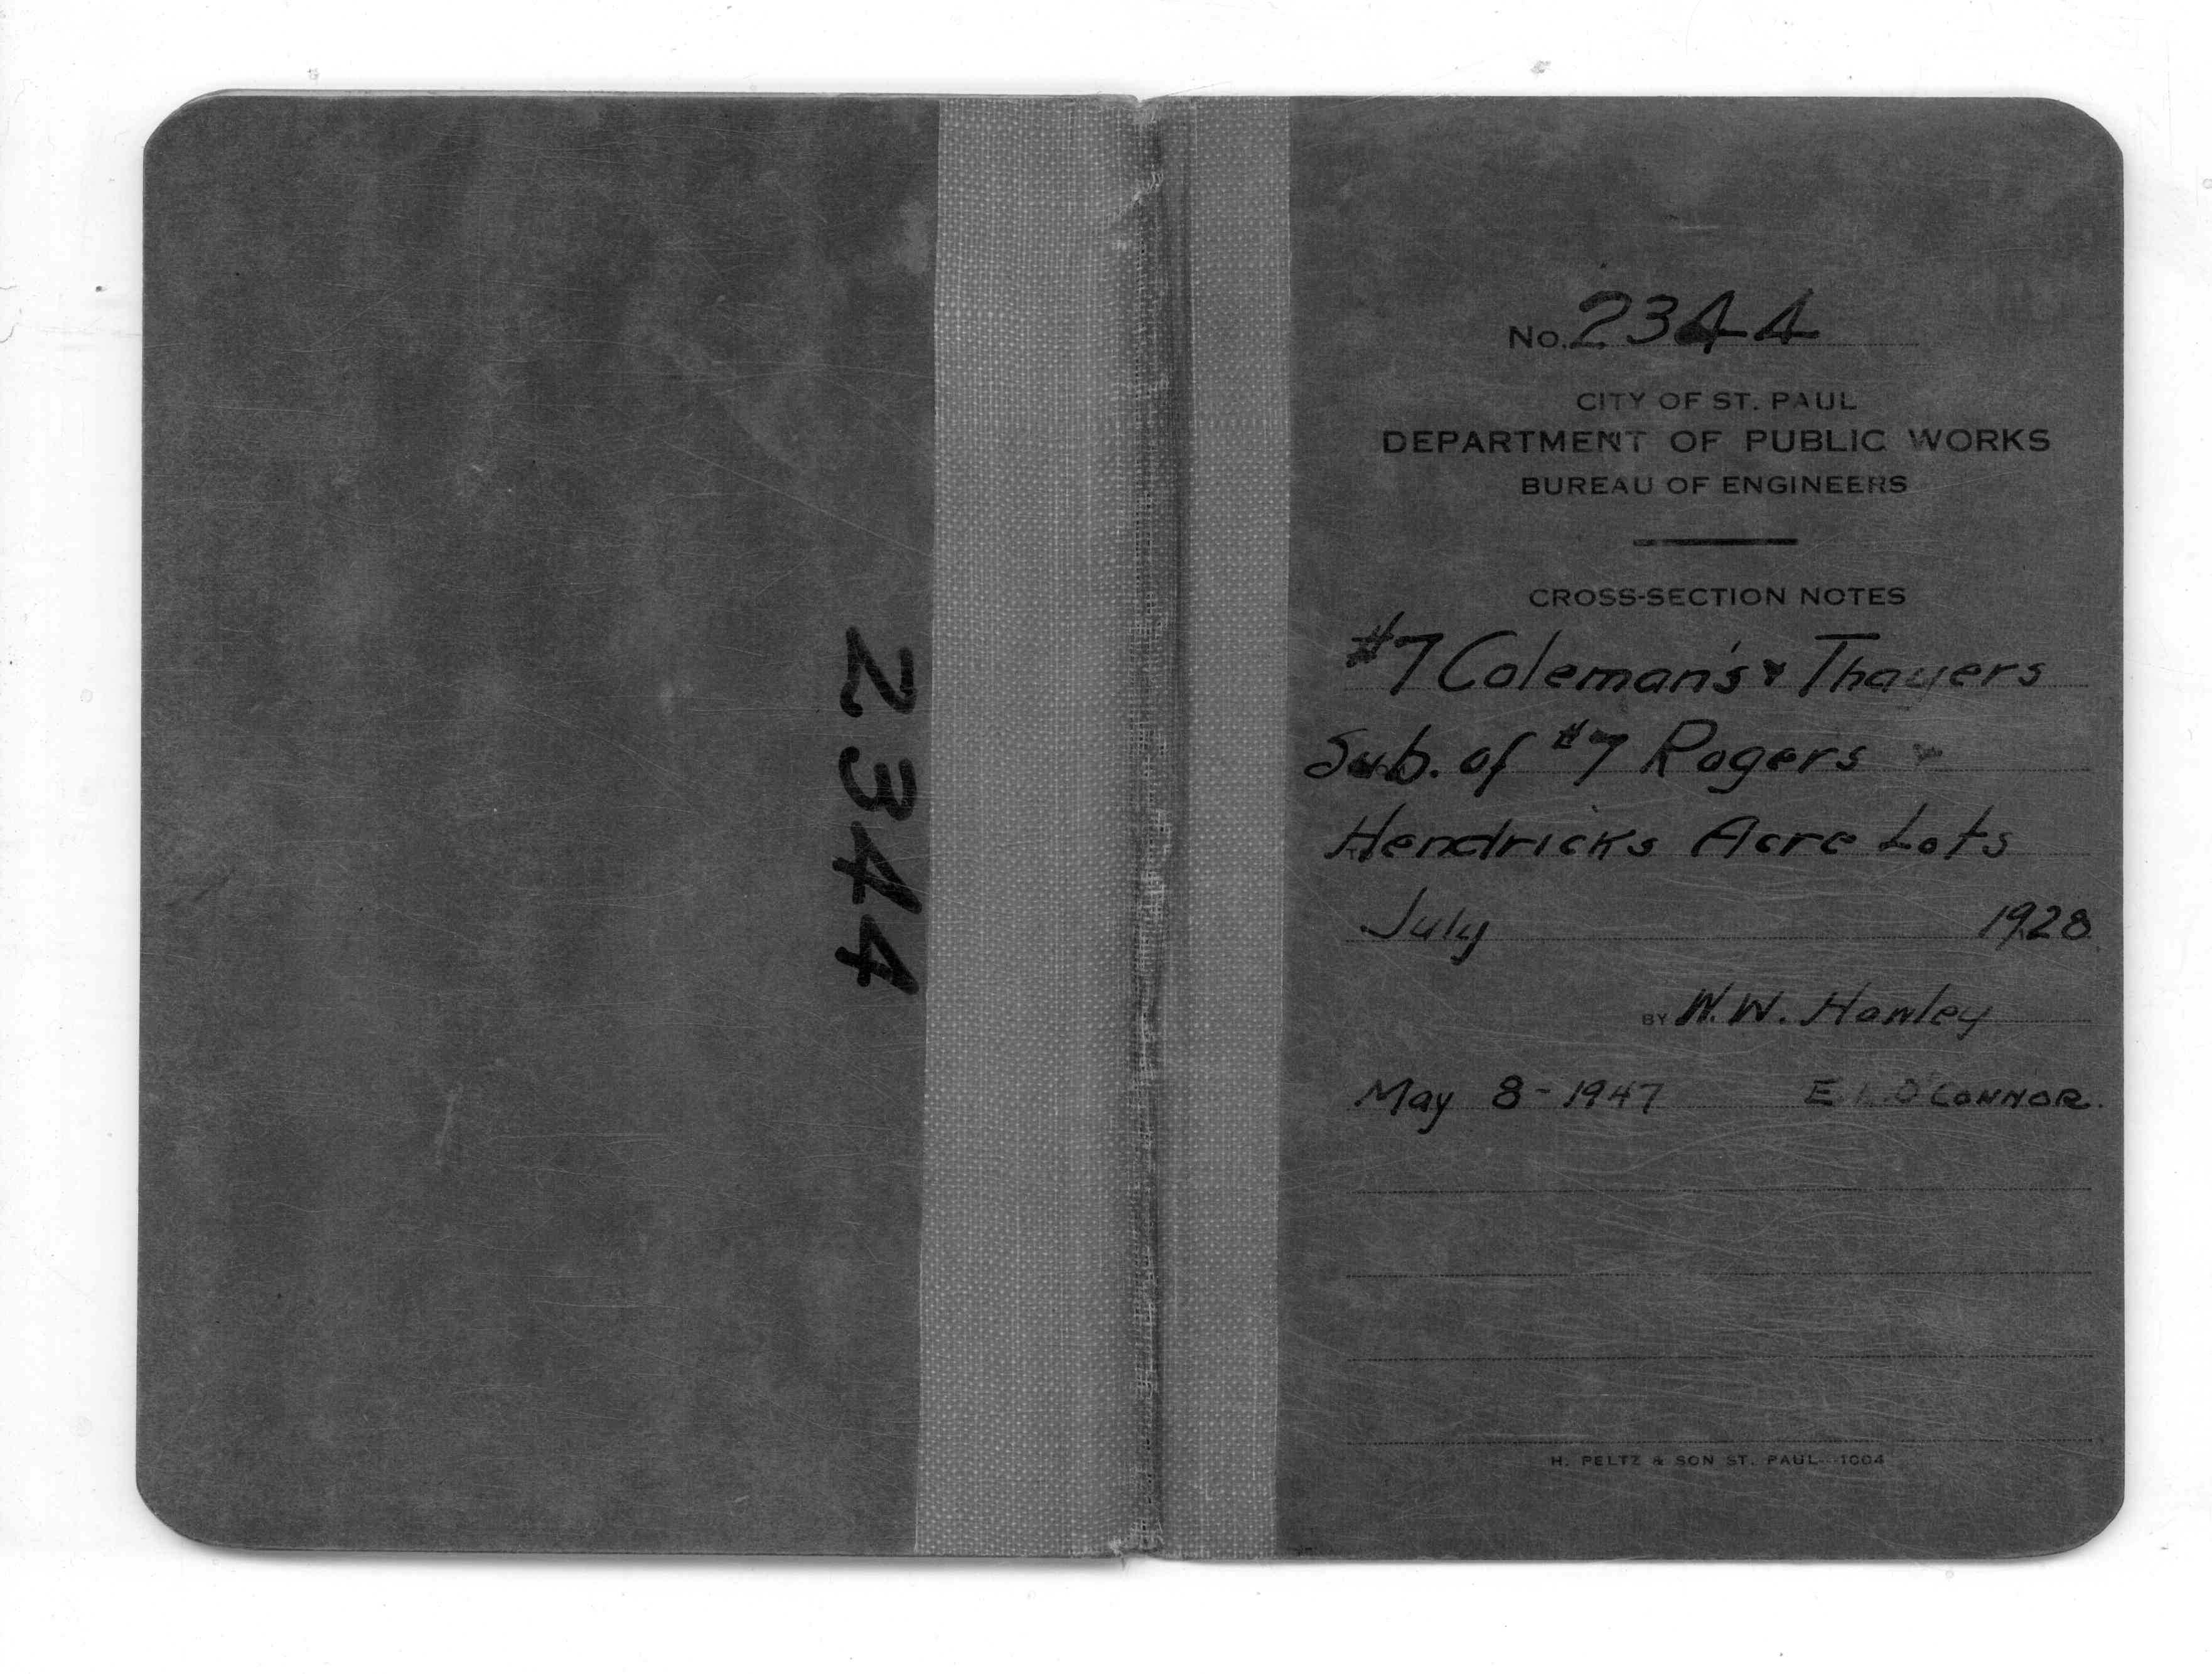 2344
No. 2344
CITY OF ST. PAUL
DEPARTMENT OF PUBLIC WORKS
BUREAU OF ENGINEERS
CROSS-SECTION NOTES
#7 Coleman's & Thayers
Sub. of #7 Rogers &
Hendricks Acre Lots
July 1928
BY W. Hawley
May 8 - 1947 E O'CONNOR.
H. PELTZ & SON ST. PAUL 1004